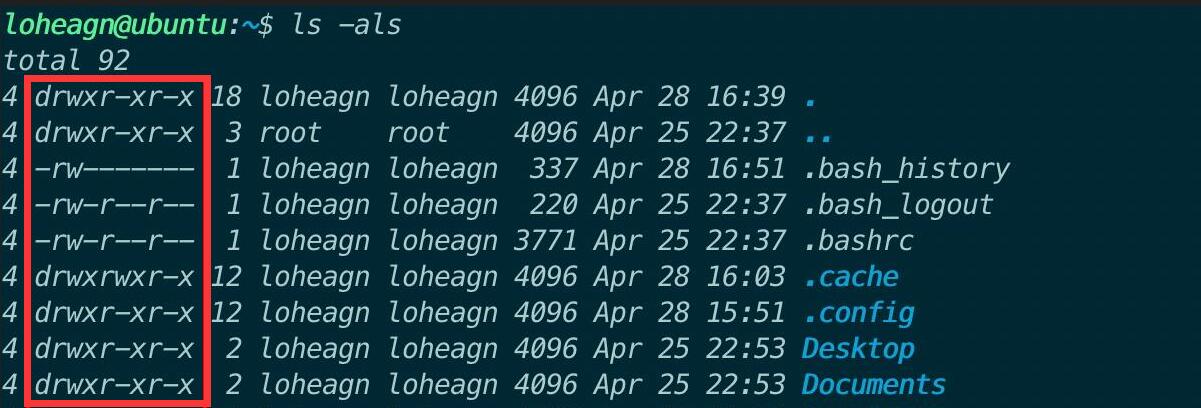 loheagn@ubuntu:~$ ls -als
total 92
4 drwxr-xr-x 18 loheagn loheagn 4096 Apr 28 16:39 .
4 drwxr-xr-x 3 root root 4096 Apr 25 22:37 ..
4 -rw------- 1 loheagn loheagn 337 Apr 28 16:51 .bash_history
4 -rw-r--r-- 1 loheagn loheagn 220 Apr 25 22:37 .bash_logout
4 -rw-r--r-- 1 loheagn loheagn 3771 Apr 25 22:37 .bashrc
4 drwxrwxr-x 12 loheagn loheagn 4096 Apr 28 16:03 .cache
4 drwxr-xr-x 12 loheagn loheagn 4096 Apr 28 15:51 .config
4 drwxr-xr-x 2 loheagn loheagn 4096 Apr 25 22:53 Desktop
4 drwxr-xr-x 2 loheagn loheagn 4096 Apr 25 22:53 Documents